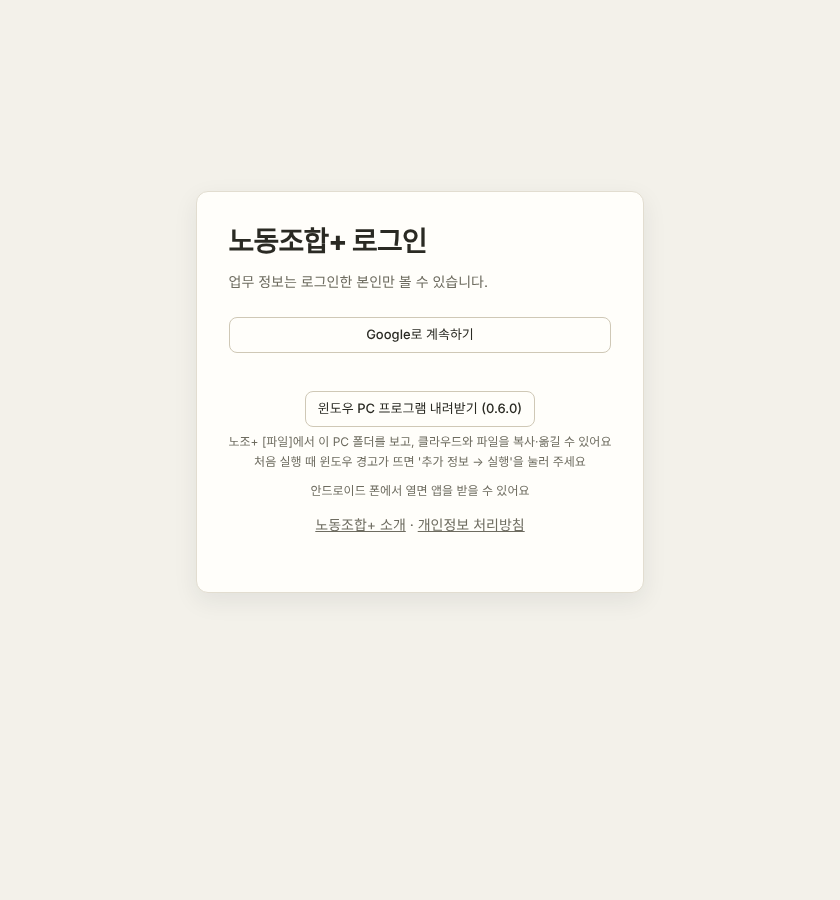 노동조합+ 로그인
업무 정보는 로그인한 본인만 볼 수 있습니다.
Google로 계속하기
윈도우 PC 프로그램 내려받기 (0.6.0)
노조+ [파일]에서 이 PC 폴더를 보고, 클라우드와 파일을 복사·옮길 수 있어요
처음 실행 때 윈도우 경고가 뜨면 '추가 정보 → 실행'을 눌러 주세요
안드로이드 폰에서 열면 앱을 받을 수 있어요
노동조합+ 소개 · 개인정보 처리방침